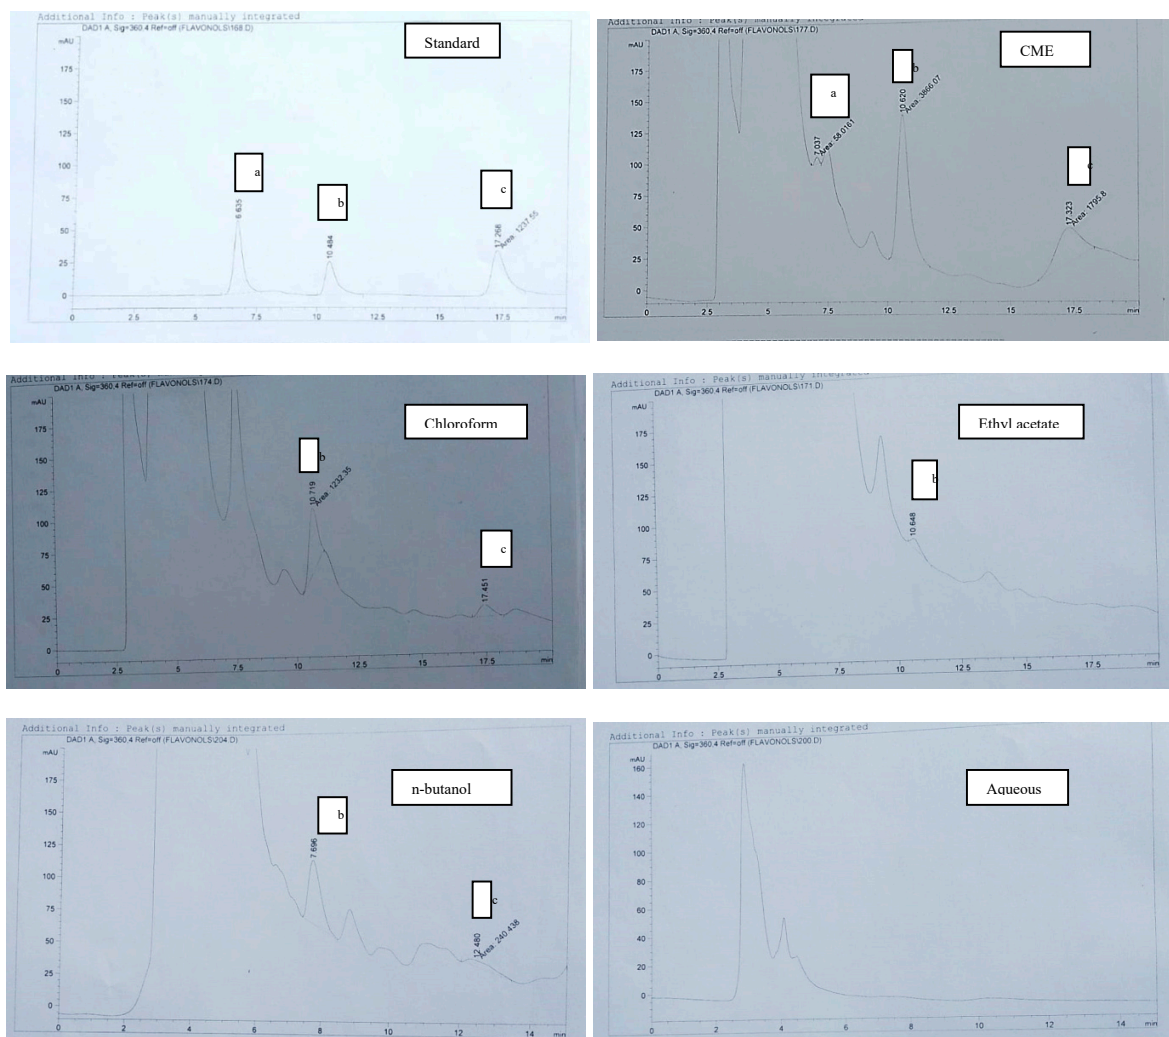 Additional Info : Peak(s) manually integrated
DAD1 A, Sig=360,4 Ref=off (FLAVONOLS\168.D)
mAU
Standard
175
150
125
100
75
50
25
0
a
6.635
b
10.484
c
17.266
Area: 1237.55
0 2.5 5 7.5 10 12.5 15 17.5 min
Additional Info : Peak(s) manually integrated
DAD1 A, Sig=360,4 Ref=off (FLAVONOLS\177.D)
mAU
CME
175
150
125
100
75
50
25
0
a
7.037
Area: 58.0161
b
10.620
Area: 3866.07
c
17.323
Area: 1795.8
0 2.5 5 7.5 10 12.5 15 17.5 min
Additional Info : Peak(s) manually
DAD1 A, Sig=360,4 Ref=off (FLAVONOLS\174.D)
mAU
Chloroform
175
150
125
100
75
50
25
0
b
10.719
Area: 1232.35
c
17.451
0 2.5 5 7.5 10 12.5 15 17.5 min
Additional Info : Peak(s) manually integrated
DAD1 A, Sig=360,4 Ref=off (FLAVONOLS\171.D)
mAU
Ethyl acetate
175
150
125
100
75
50
25
0
b
10.648
0 2.5 5 7.5 10 12.5 15 17.5 min
Additional Info : Peak(s) manually integrated
DAD1 A, Sig=360,4 Ref=off (FLAVONOLS\204.D)
mAU
n-butanol
175
150
125
100
75
50
25
0
b
7.696
c
12.480
Area: 240.438
0 2 4 6 8 10 12 14 min
Additional Info : Peak(s) manually integrated
DAD1 A, Sig=360,4 Ref=off (FLAVONOLS\200.D)
mAU
Aqueous
160
140
120
100
80
60
40
20
0
0 2 4 6 8 10 12 14 min